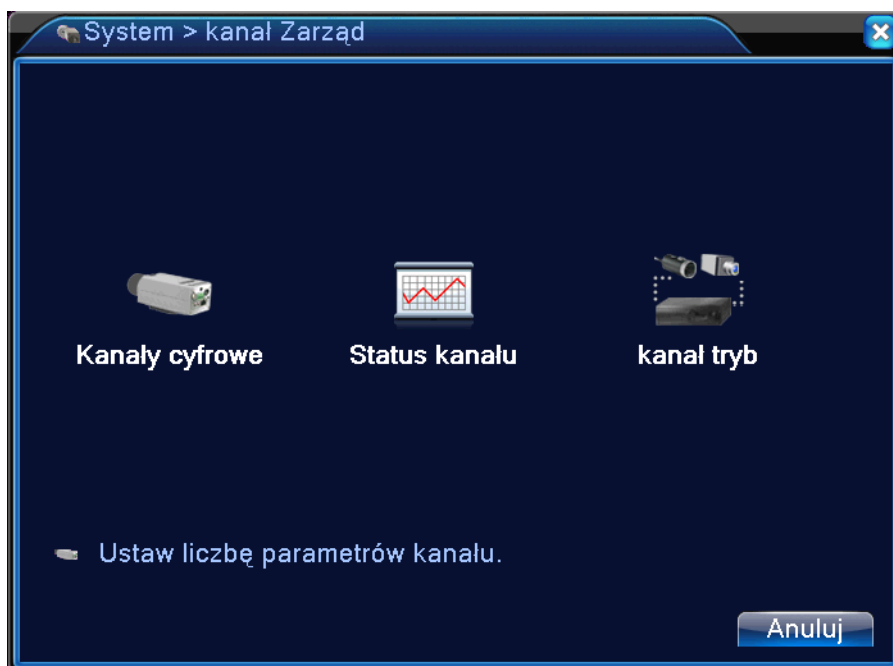 System > kanał Zarząd
Kanały cyfrowe
Status kanału
kanał tryb
Ustaw liczbę parametrów kanału.
Anuluj